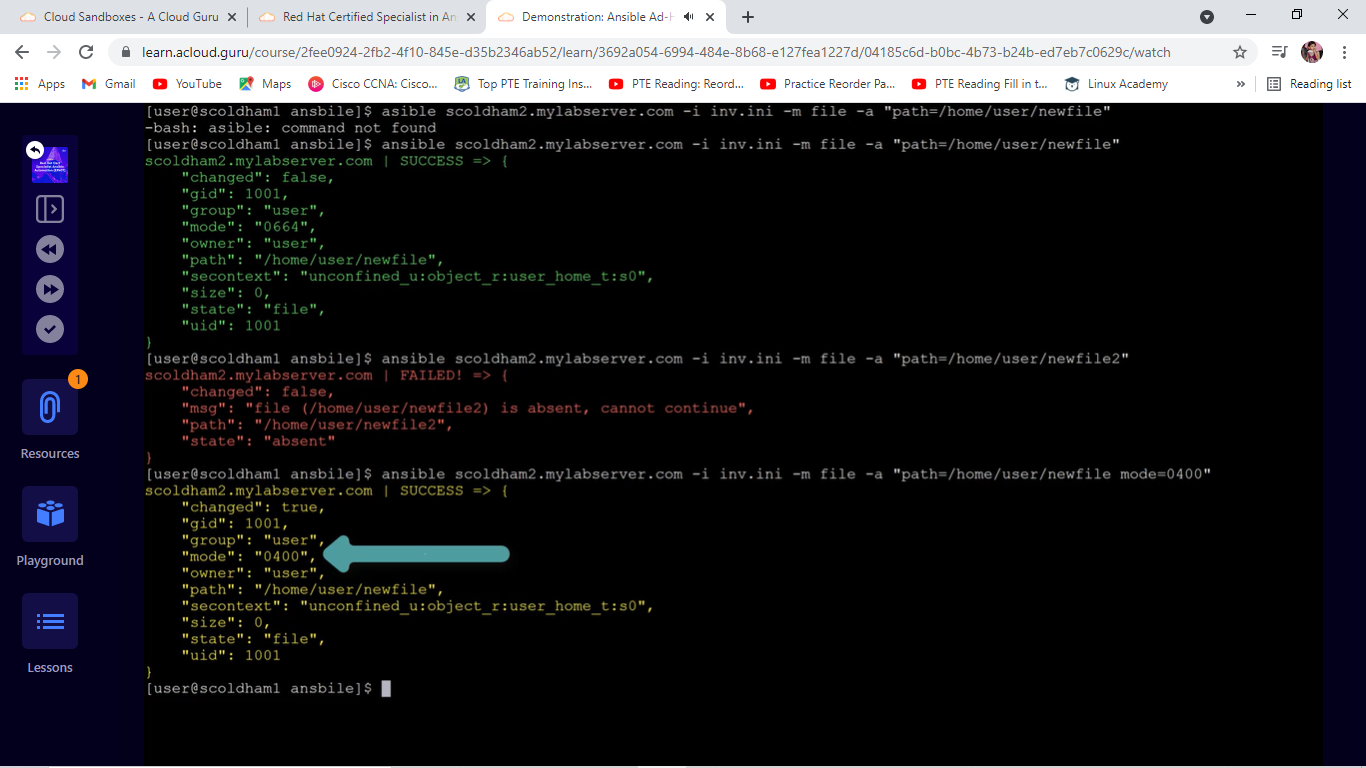 Cloud Sandboxes - A Cloud Guru
Red Hat Certified Specialist in An
Demonstration: Ansible Ad-H
learn.acloud.guru/course/2fee0924-2fb2-4f10-845e-d35b2346ab52/learn/3692a054-6994-484e-8b68-e127fea1227d/04185c6d-b0bc-4b73-b24b-ed7eb7c0629c/watch
Apps Gmail YouTube Maps Cisco CCNA: Cisco... Top PTE Training Ins... PTE Reading: Reord... Practice Reorder Pa... PTE Reading Fill in t... Linux Academy » Reading list
[user@scoldham1 ansbile]$ asible scoldham2.mylabserver.com -i inv.ini -m file -a "path=/home/user/newfile"
-bash: asible: command not found
[user@scoldham1 ansbile]$ ansible scoldham2.mylabserver.com -i inv.ini -m file -a "path=/home/user/newfile"
scoldham2.mylabserver.com | SUCCESS => {
"changed": false,
"gid": 1001,
"group": "user",
"mode": "0664",
"owner": "user",
"path": "/home/user/newfile",
"secontext": "unconfined_u:object_r:user_home_t:s0",
"size": 0,
"state": "file",
"uid": 1001
}
[user@scoldham1 ansbile]$ ansible scoldham2.mylabserver.com -i inv.ini -m file -a "path=/home/user/newfile2"
scoldham2.mylabserver.com | FAILED! => {
"changed": false,
"msg": "file (/home/user/newfile2) is absent, cannot continue",
"path": "/home/user/newfile2",
"state": "absent"
}
[user@scoldham1 ansbile]$ ansible scoldham2.mylabserver.com -i inv.ini -m file -a "path=/home/user/newfile mode=0400"
scoldham2.mylabserver.com | SUCCESS => {
"changed": true,
"gid": 1001,
"group": "user",
"mode": "0400",
"owner": "user",
"path": "/home/user/newfile",
"secontext": "unconfined_u:object_r:user_home_t:s0",
"size": 0,
"state": "file",
"uid": 1001
}
[user@scoldham1 ansbile]$
1
Resources
Playground
Lessons